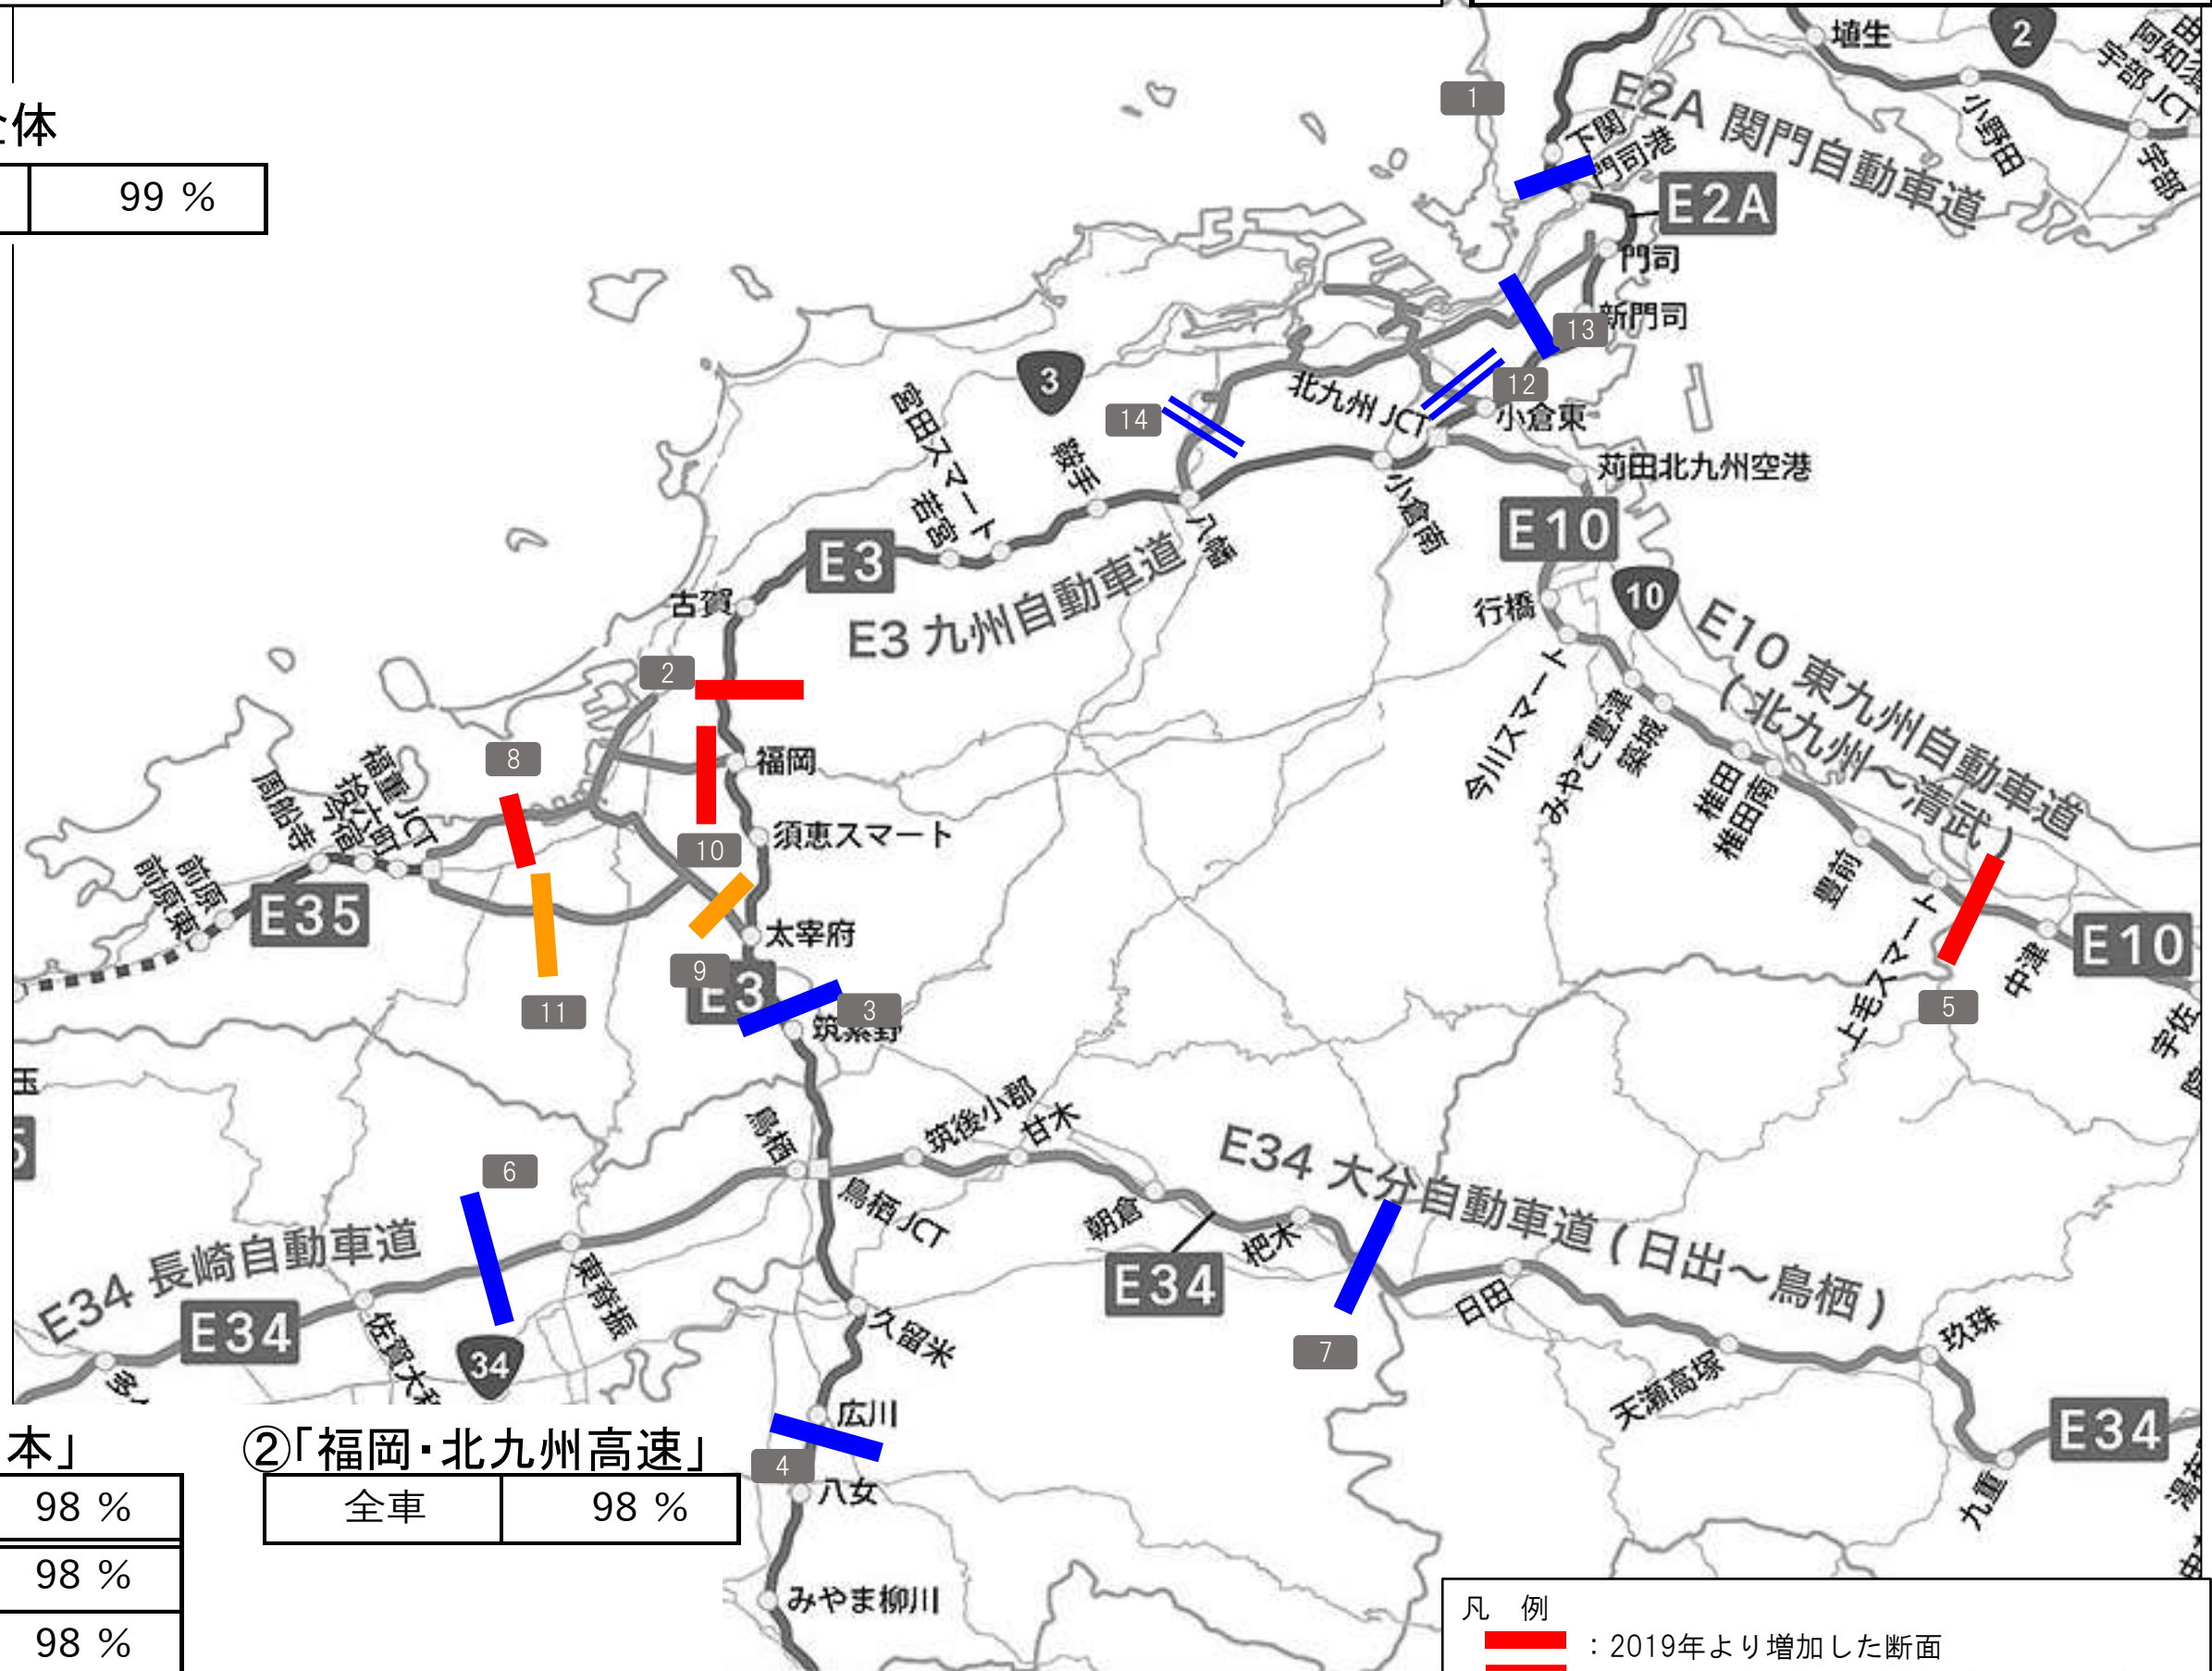 全体
99 %
1
2
埴生
小野田
宇部 JCT
宇部
下関
門司港
E2A 関門自動車道
E2A
門司
新門司
13
12
北九州 JCT
小倉東
苅田北九州空港
3
14
宮田スマート
若宮
鞍手
八幡
小倉南
E3
E3 九州自動車道
古賀
E10
行橋
10
E10 東九州自動車道
(北九州～清武)
今川スマート
みやこ豊津
築城
椎田
椎田南
豊前
上毛スマート
中津
E10
宇佐
5
2
福岡
8
10
須恵スマート
福重 JCT
拾六町
今宿
周船寺
前原
前原東
E35
太宰府
9
11
E3
3
筑紫野
鳥栖
筑後小郡
甘木
鳥栖 JCT
朝倉
杷木
E34
E34 大分自動車道 (日出～鳥栖)
7
日田
天瀬高塚
玖珠
九重
E34
6
E34 長崎自動車道
E34
佐賀大和
東脊振
34
久留米
広川
4
八女
みやま柳川
本」
98 %
98 %
98 %
②「福岡・北九州高速」
全車 98 %
凡 例
：2019年より増加した断面